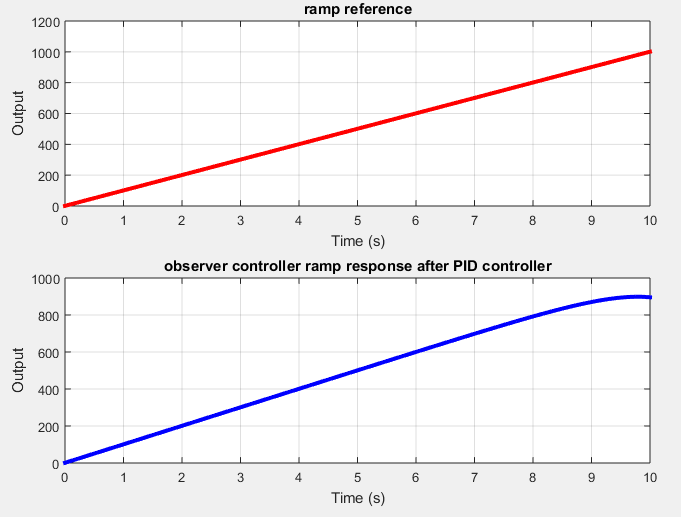 ramp reference
1200
1000
800
600
400
200
0
Output
0 1 2 3 4 5 6 7 8 9 10
Time (s)
observer controller ramp response after PID controller
1000
800
600
400
200
0
Output
0 1 2 3 4 5 6 7 8 9 10
Time (s)